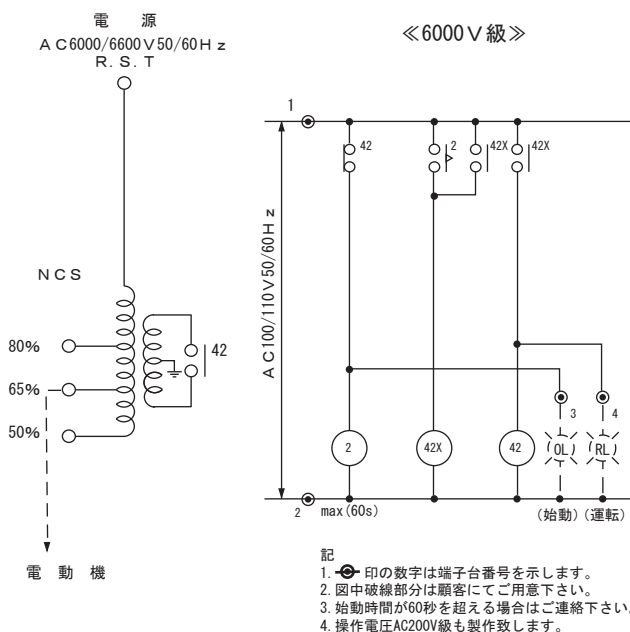 電 源
AC6000/6600V50/60Hz
R.S.T
≪6000V級≫
1
42
2
42X
42X
AC100/110V50/60Hz
NCS
80%
65%
50%
42
3
4
2
42X
42
OL
RL
2
max(60s)
(始動)
(運転)
電 動 機
記
1. 印の数字は端子台番号を示します。
2. 図中破線部分は顧客にてご用意下さい。
3. 始動時間が60秒を超える場合はご連絡下さい。
4. 操作電圧AC200V級も製作致します。